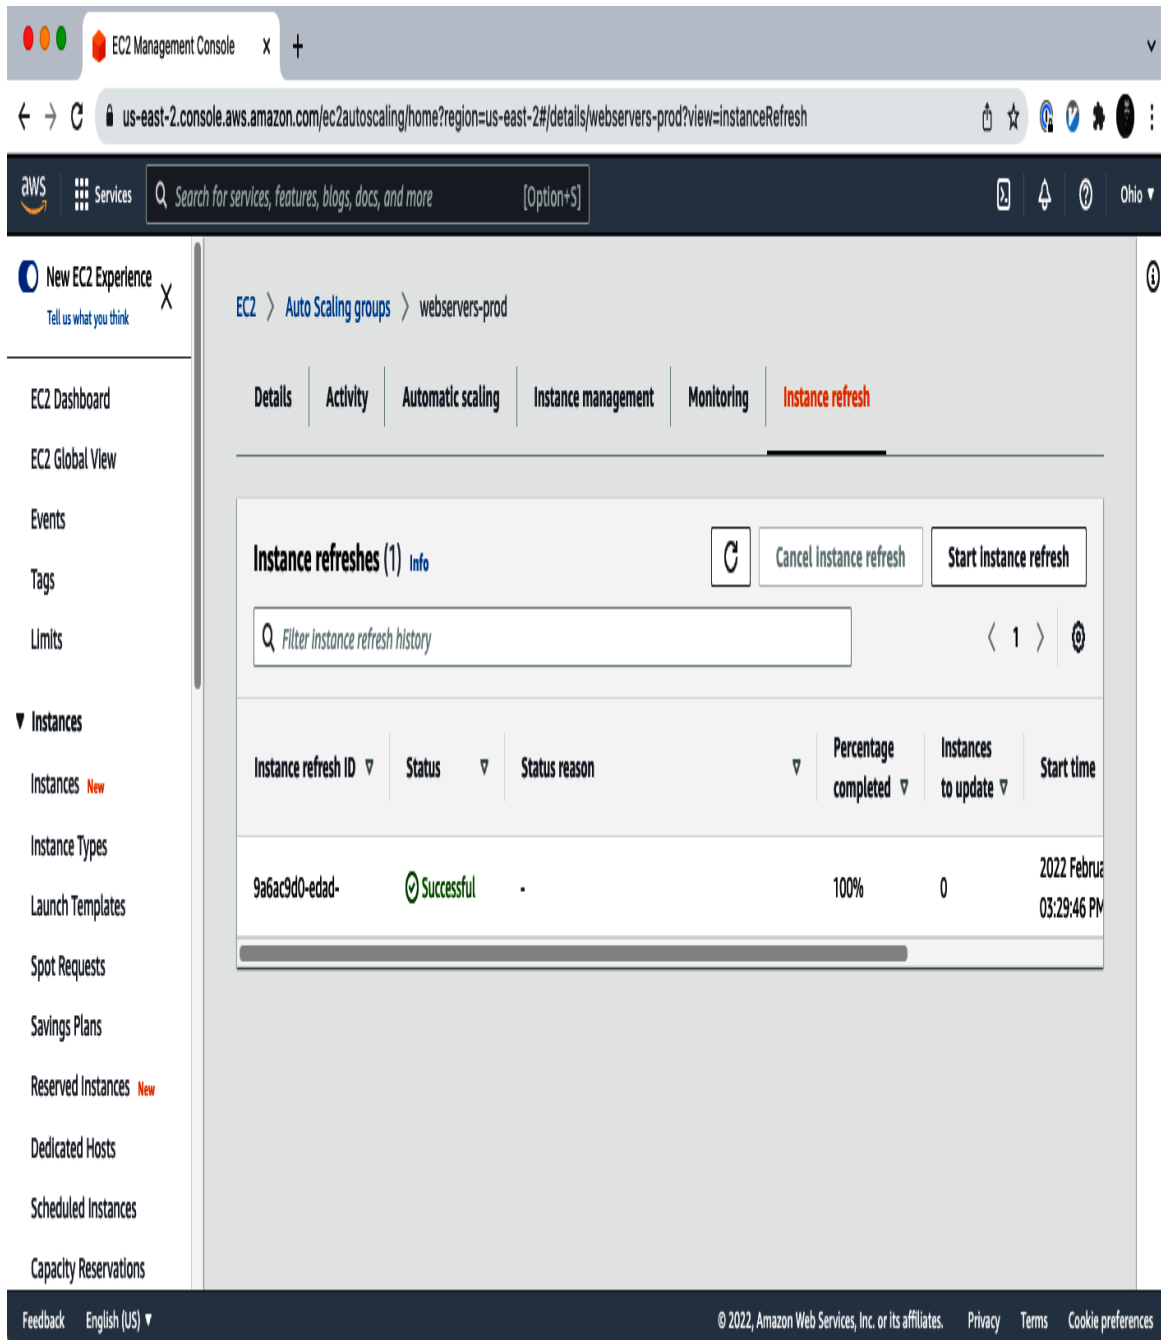 EC2 Management Console
us-east-2.console.aws.amazon.com/ec2autoscaling/home?region=us-east-2#/details/webservers-prod?view=instanceRefresh
aws Services Search for services, features, blogs, docs, and more [Option+S] Ohio
New EC2 Experience
Tell us what you think
EC2 Dashboard
EC2 Global View
Events
Tags
Limits
Instances
Instances New
Instance Types
Launch Templates
Spot Requests
Savings Plans
Reserved Instances New
Dedicated Hosts
Scheduled Instances
Capacity Reservations
EC2 > Auto Scaling groups > webservers-prod
Details Activity Automatic scaling Instance management Monitoring Instance refresh
Instance refreshes (1) Info Cancel instance refresh Start instance refresh
Filter instance refresh history < 1 >
Instance refresh ID Status Status reason Percentage completed Instances to update Start time
9a6ac9d0-edad- Successful - 100% 0 2022 Februa
03:29:46 PM
Feedback English (US) © 2022, Amazon Web Services, Inc. or its affiliates. Privacy Terms Cookie preferences